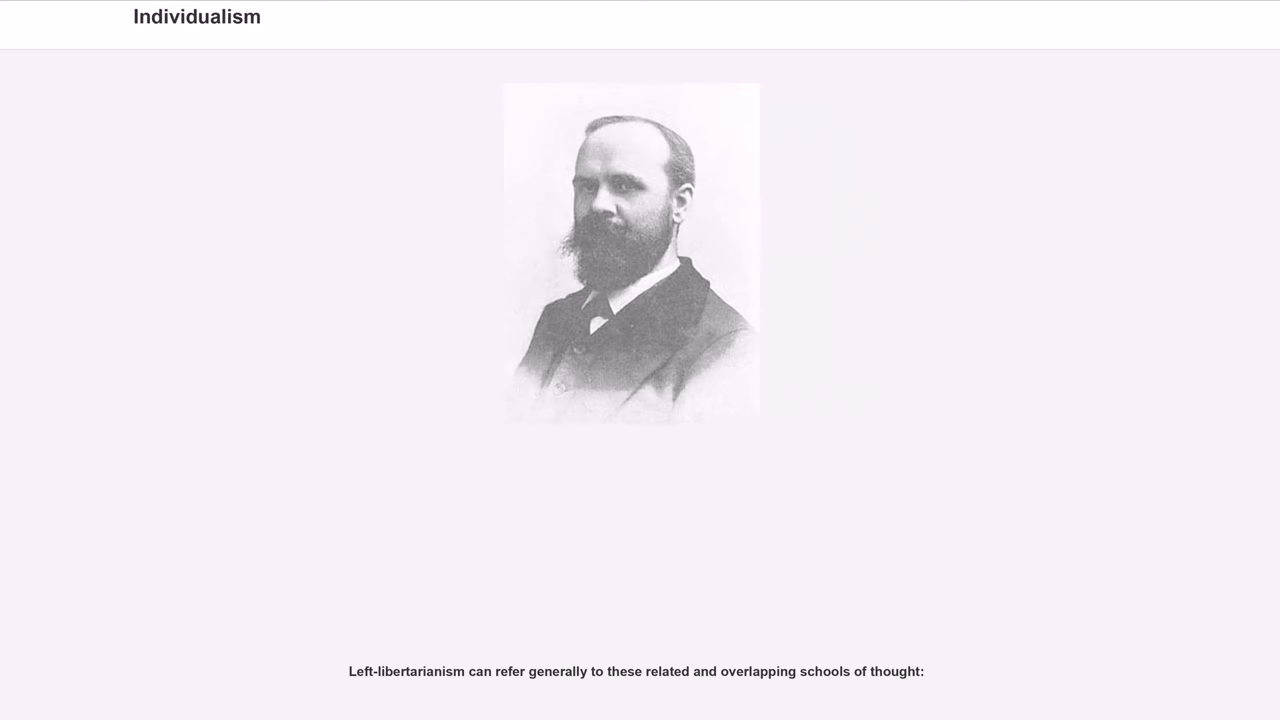 Individualism
Left-libertarianism can refer generally to these related and overlapping schools of thought: